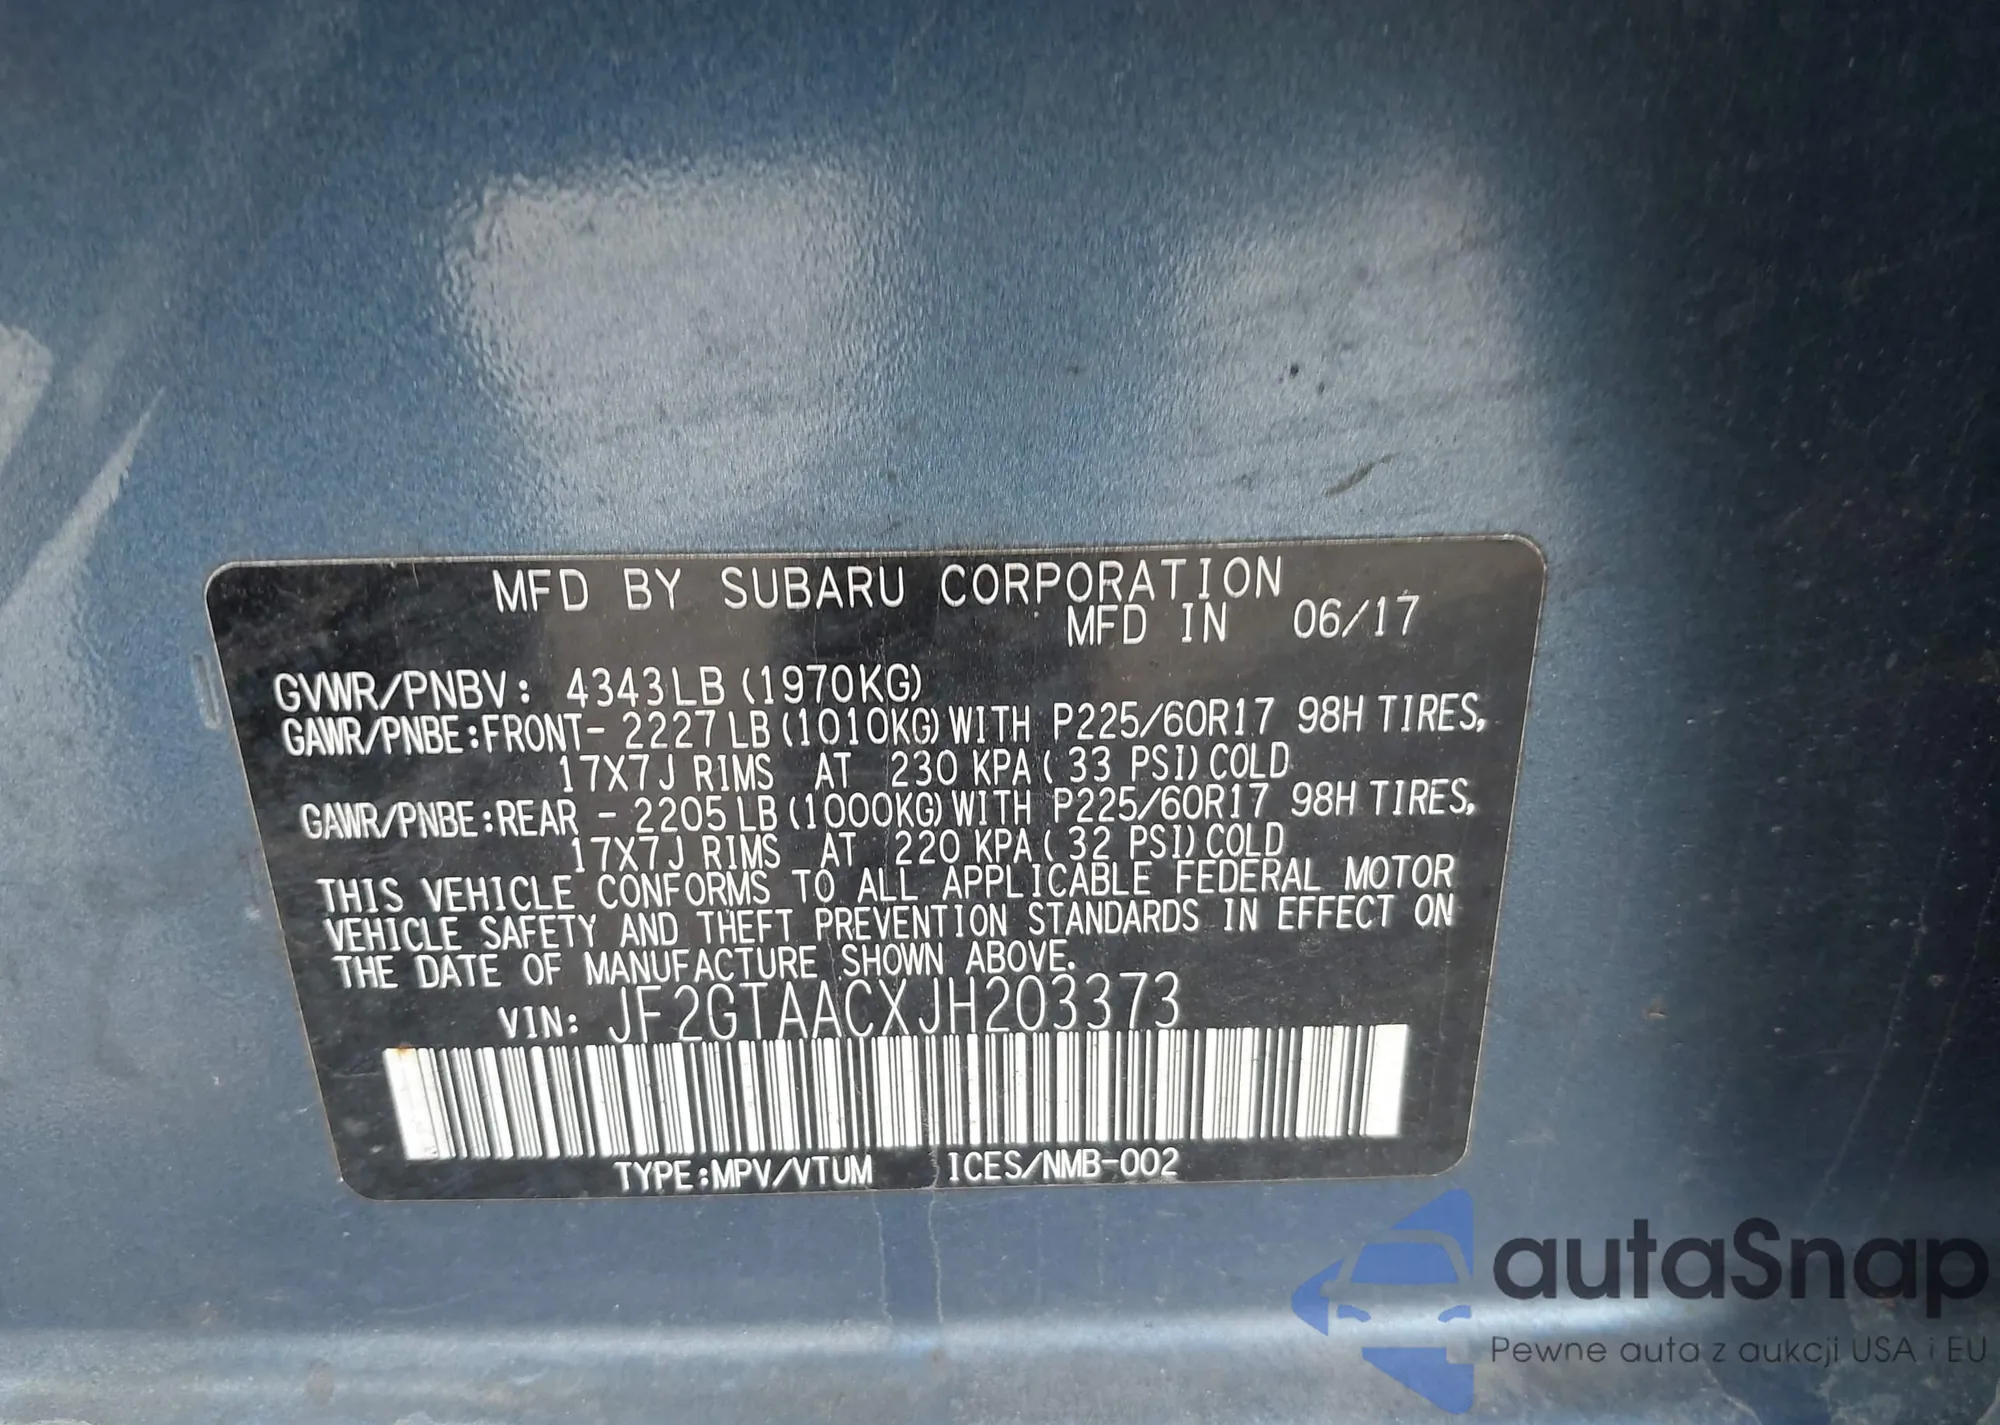 MFD BY SUBARU CORPORATION
MFD IN 06/17
GVWR/PNBV: 4343LB(1970KG)
GAWR/PNBE:FRONT- 2227LB(1010KG)WITH P225/60R17 98H TIRES,
17X7J RIMS AT 230 KPA( 33 PSI)COLD
GAWR/PNBE:REAR - 2205LB(1000KG)WITH P225/60R17 98H TIRES,
17X7J RIMS AT 220 KPA( 32 PSI)COLD
THIS VEHICLE CONFORMS TO ALL APPLICABLE FEDERAL MOTOR
VEHICLE SAFETY AND THEFT PREVENTION STANDARDS IN EFFECT ON
THE DATE OF MANUFACTURE SHOWN ABOVE.
VIN: JF2GTAACXJH203373
TYPE:MPV/VTUM ICES/NMB-002
autaSnap
Pewne auta z aukcji USA i EU